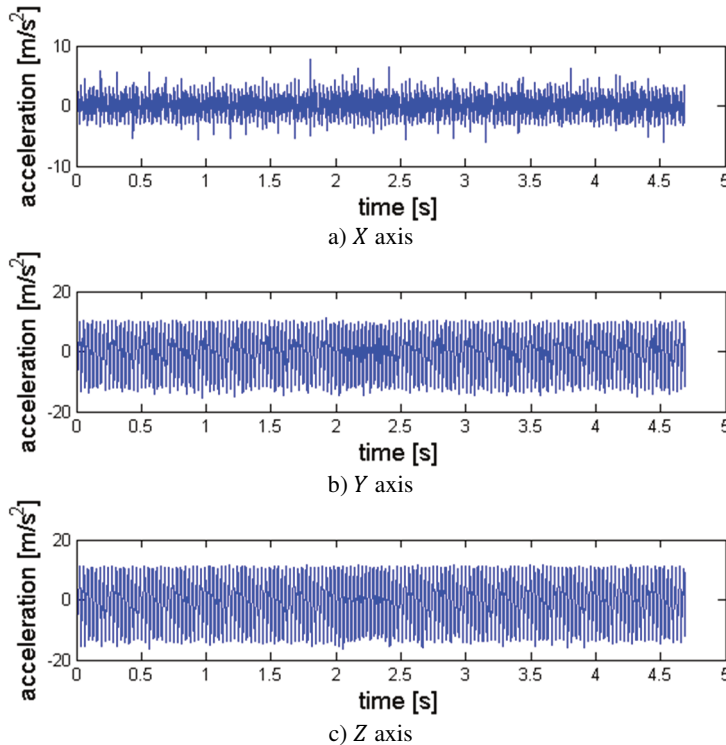 acceleration [m/s²]
10
0
-10
0 0.5 1 1.5 2 2.5 3 3.5 4 4.5 5
time [s]
a) X axis
acceleration [m/s²]
20
0
-20
0 0.5 1 1.5 2 2.5 3 3.5 4 4.5 5
time [s]
b) Y axis
acceleration [m/s²]
20
0
-20
0 0.5 1 1.5 2 2.5 3 3.5 4 4.5 5
time [s]
c) Z axis